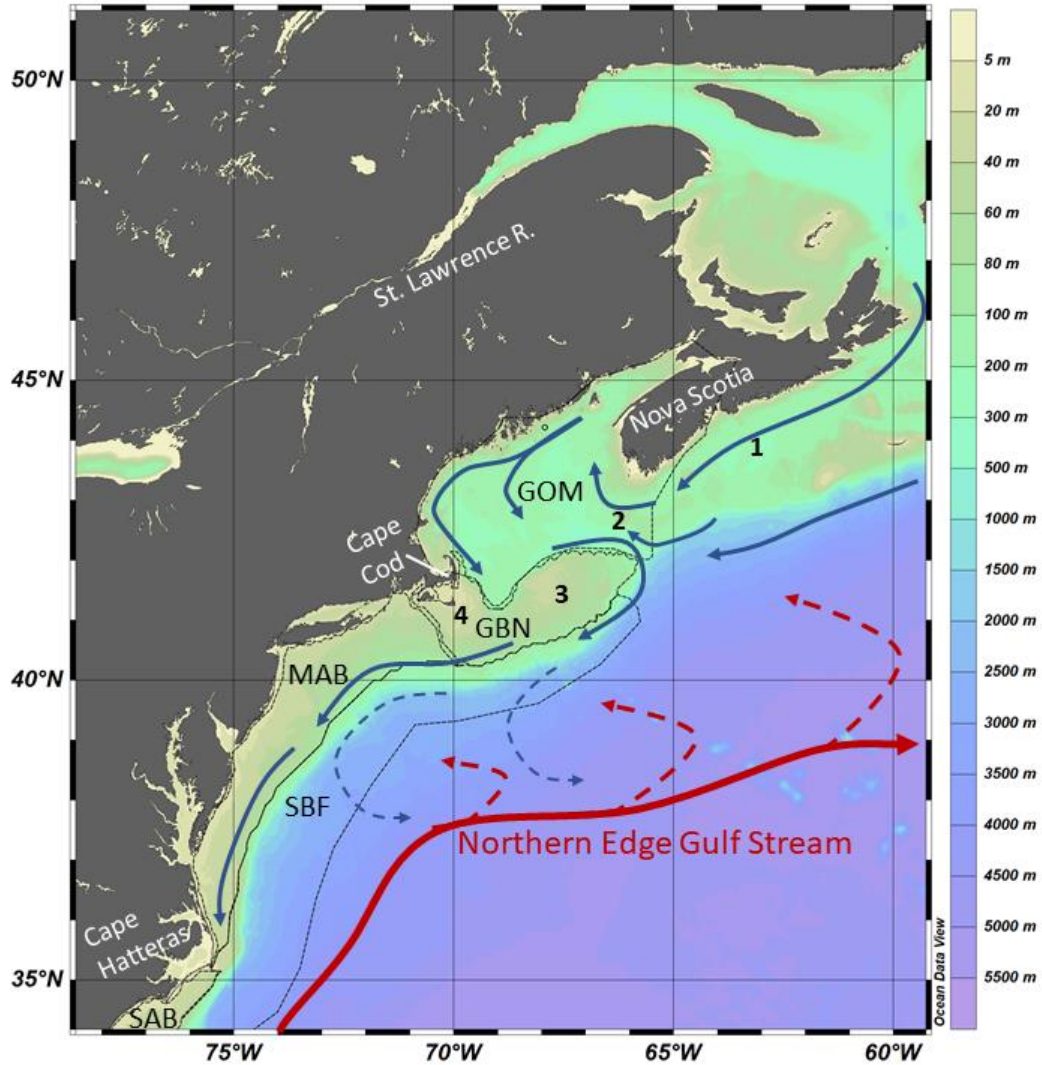 50°N
45°N
40°N
35°N
75°W
70°W
65°W
60°W
St. Lawrence R.
Nova Scotia
1
GOM
2
Cape
Cod
3
4
GBN
MAB
SBF
Northern Edge Gulf Stream
Cape
Hatteras
SAB
5 m
20 m
40 m
60 m
80 m
100 m
200 m
300 m
500 m
1000 m
1500 m
2000 m
2500 m
3000 m
3500 m
4000 m
4500 m
5000 m
5500 m
Ocean Data View